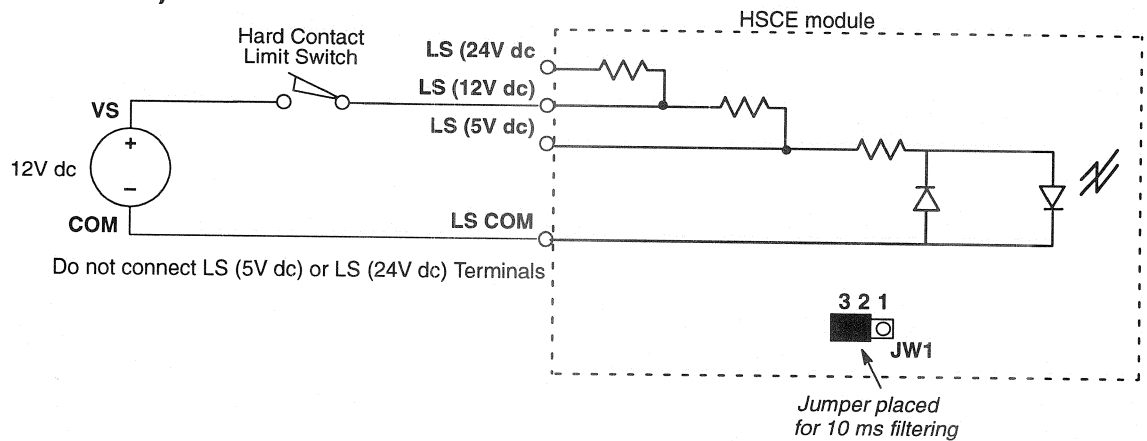 HSCE module
Hard Contact
Limit Switch
LS (24V dc
LS (12V dc)
LS (5V dc)
VS
+
12V dc
−
COM
LS COM
Do not connect LS (5V dc) or LS (24V dc) Terminals
3 2 1
JW1
Jumper placed
for 10 ms filtering